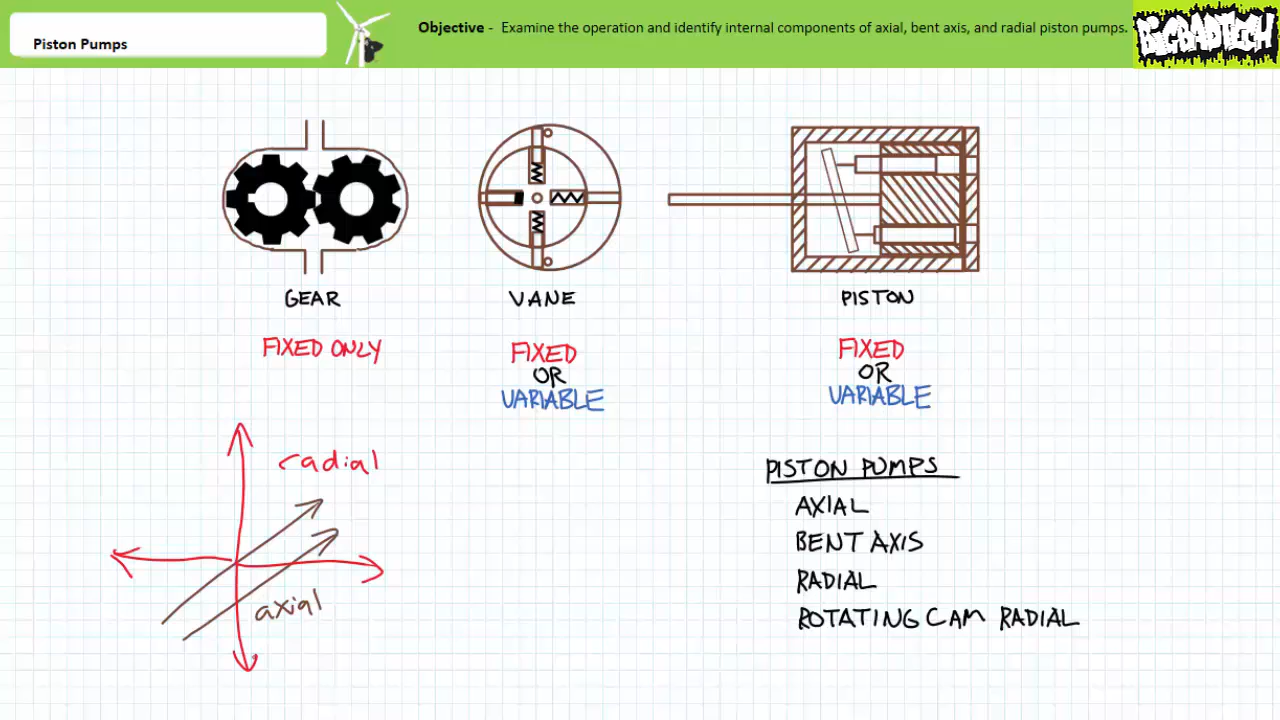 Piston Pumps
Objective - Examine the operation and identify internal components of axial, bent axis, and radial piston pumps.
BIGBADTECH
GEAR
VANE
PISTON
FIXED ONLY
FIXED
OR
VARIABLE
FIXED
OR
VARIABLE
radial
axial
PISTON PUMPS
AXIAL
BENT AXIS
RADIAL
ROTATING CAM RADIAL